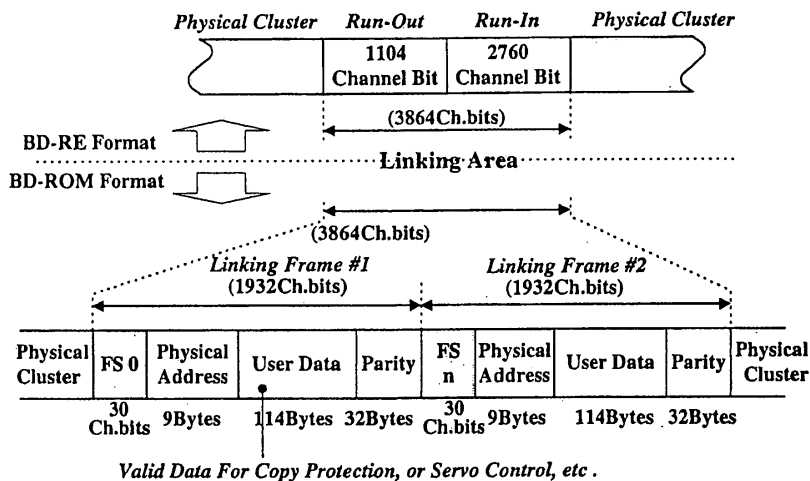 Physical Cluster Run-Out Run-In Physical Cluster
1104 Channel Bit
2760 Channel Bit
(3864Ch.bits)
BD-RE Format
Linking Area
BD-ROM Format
(3864Ch.bits)
Linking Frame #1 Linking Frame #2
(1932Ch.bits) (1932Ch.bits)
Physical Cluster
FS 0
Physical Address
User Data
Parity
FS n
Physical Address
User Data
Parity
Physical Cluster
30 Ch.bits
9Bytes
114Bytes
32Bytes
30 Ch.bits
9Bytes
114Bytes
32Bytes
Valid Data For Copy Protection, or Servo Control, etc .